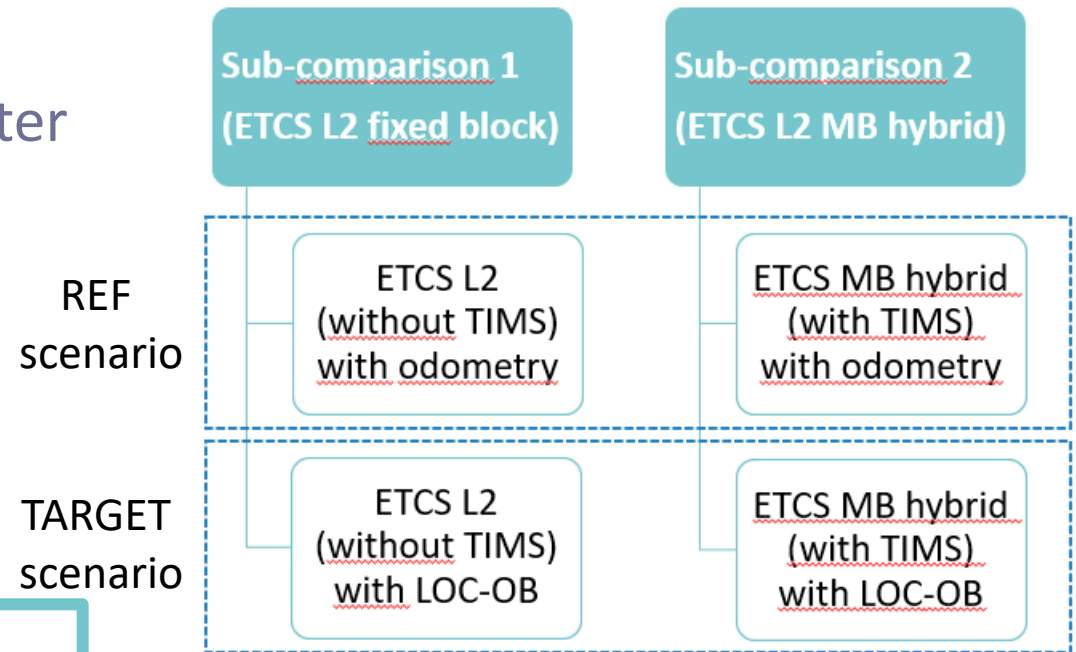 ter
Sub-comparison 1
(ETCS L2 fixed block)
Sub-comparison 2
(ETCS L2 MB hybrid)
REF
scenario
ETCS L2
(without TIMS)
with odometry
ETCS MB hybrid
(with TIMS)
with odometry
TARGET
scenario
ETCS L2
(without TIMS)
with LOC-OB
ETCS MB hybrid
(with TIMS)
with LOC-OB